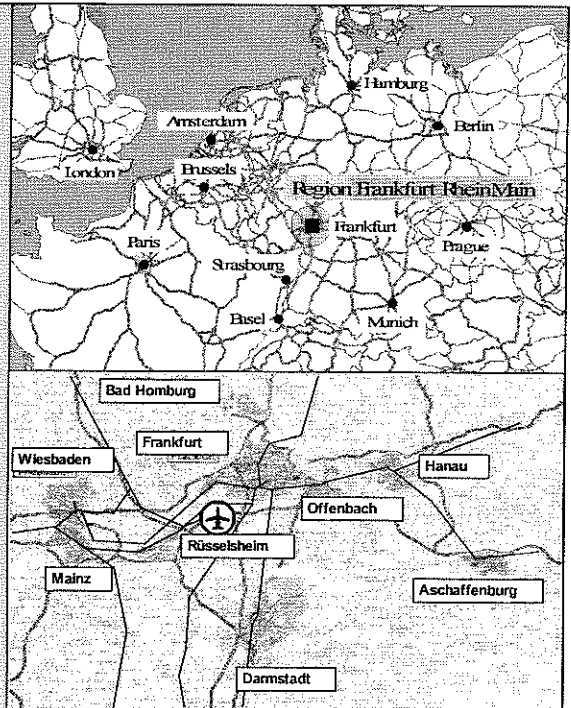 Hamburg
Amsterdam
Berlin
London
Brussels
Region Frankfurt RheinMain
Frankfurt
Paris
Prague
Strasbourg
Basel
Munich
Bad Homburg
Frankfurt
Wiesbaden
Hanau
Offenbach
Rüsselsheim
Mainz
Aschaffenburg
Darmstadt